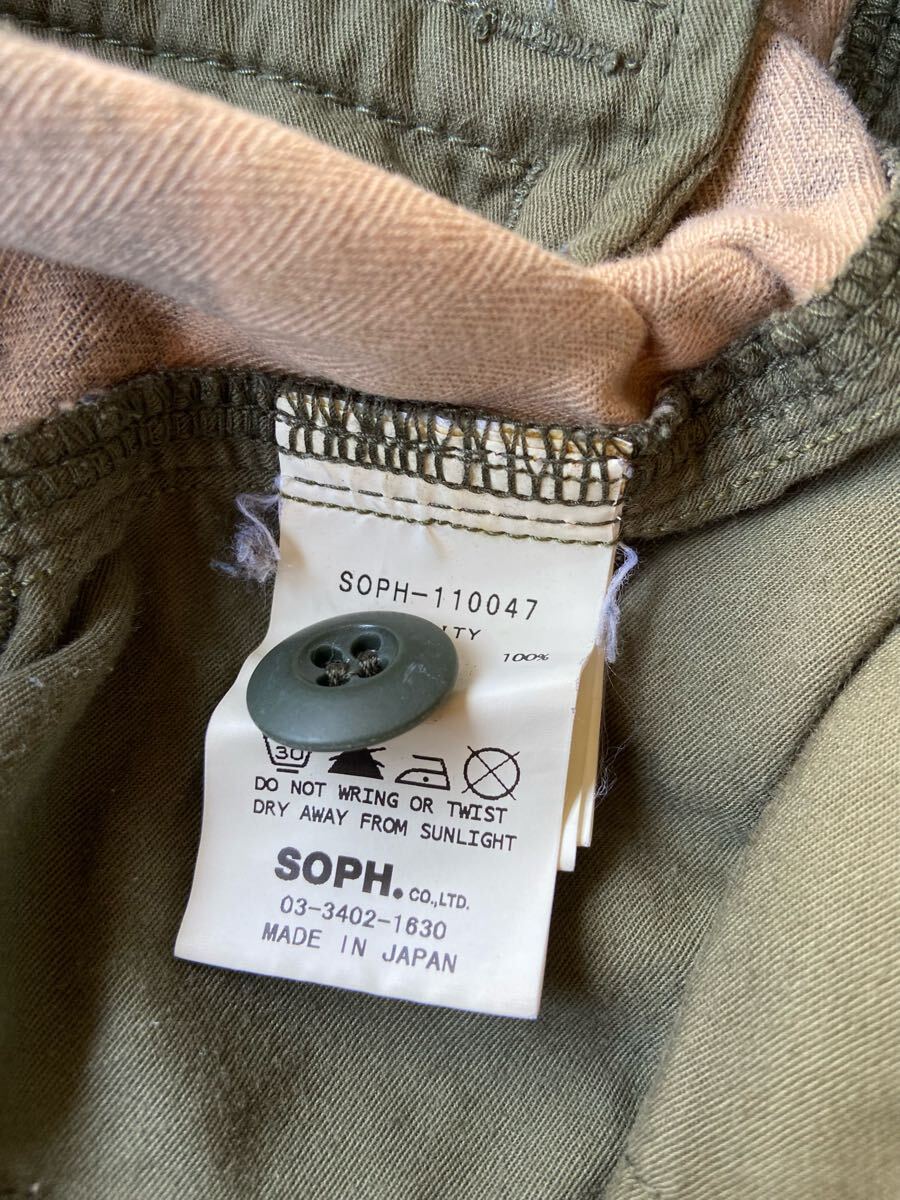 SOPH-110047
100%
30
DO NOT WRING OR TWIST
DRY AWAY FROM SUNLIGHT
SOPH. CO.,LTD.
03-3402-1630
MADE IN JAPAN